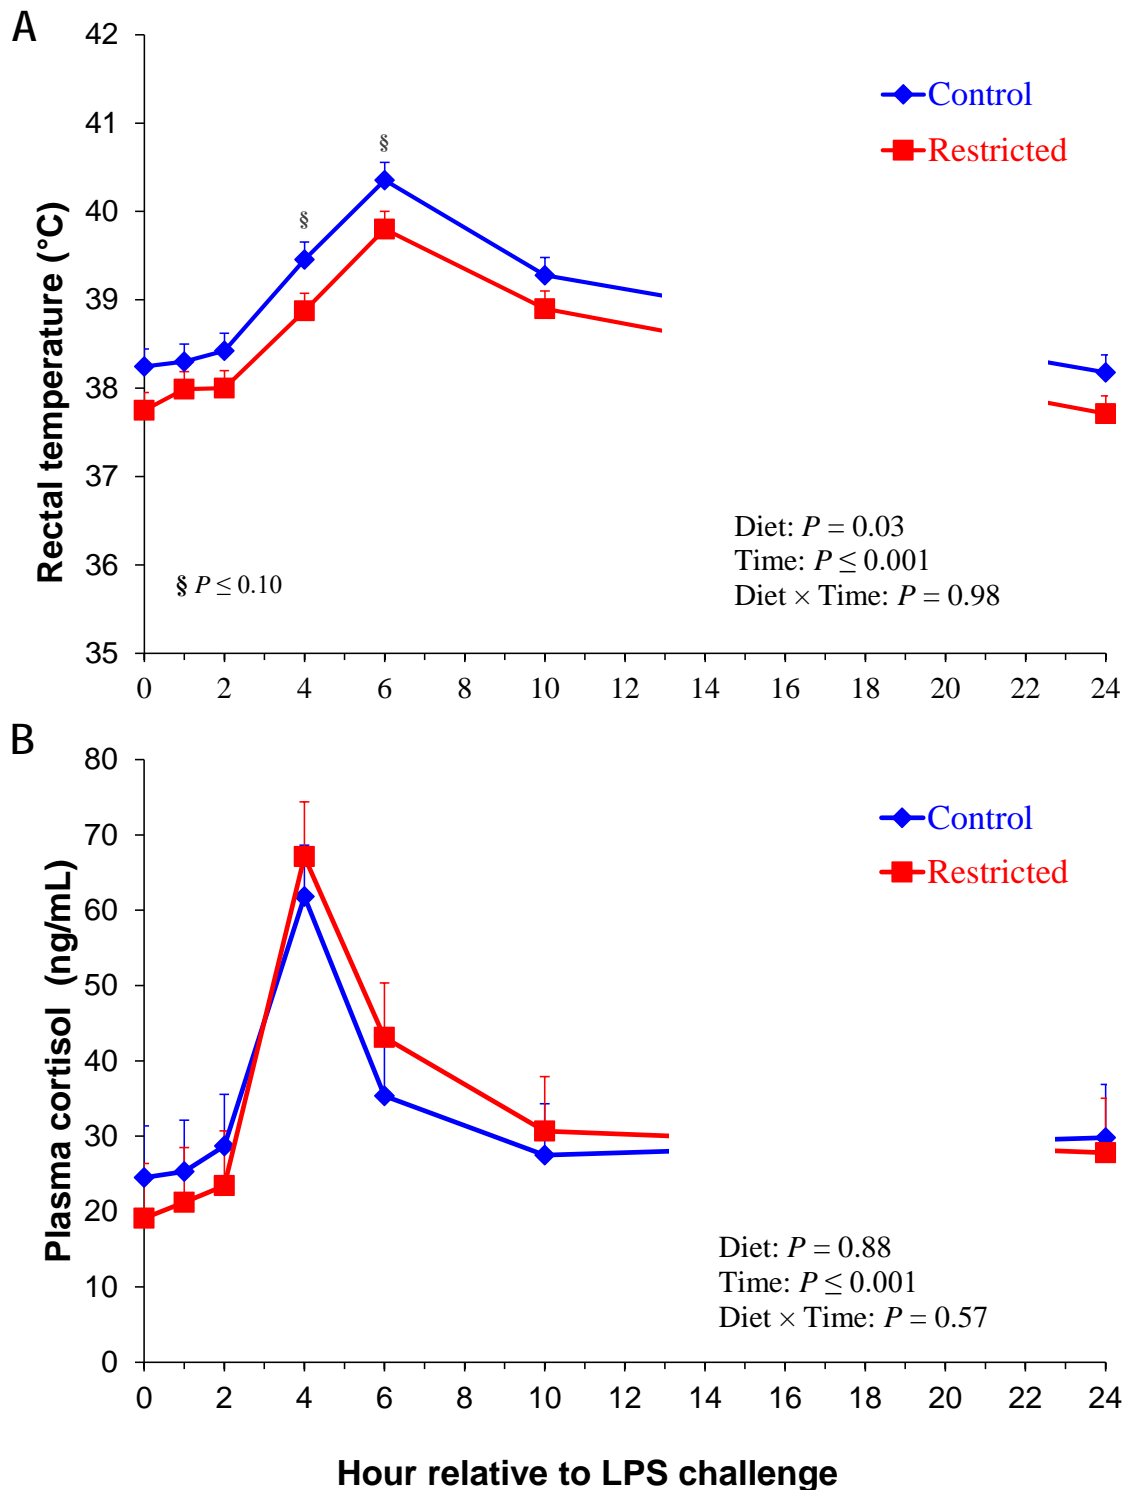 A
42
41
40
39
38
37
36
35
Rectal temperature (°C)
Control
Restricted
§
§
§ P ≤ 0.10
Diet: P = 0.03
Time: P ≤ 0.001
Diet × Time: P = 0.98
0 2 4 6 8 10 12 14 16 18 20 22 24
B
80
70
60
50
40
30
20
10
0
Plasma cortisol (ng/mL)
Control
Restricted
Diet: P = 0.88
Time: P ≤ 0.001
Diet × Time: P = 0.57
0 2 4 6 8 10 12 14 16 18 20 22 24
Hour relative to LPS challenge